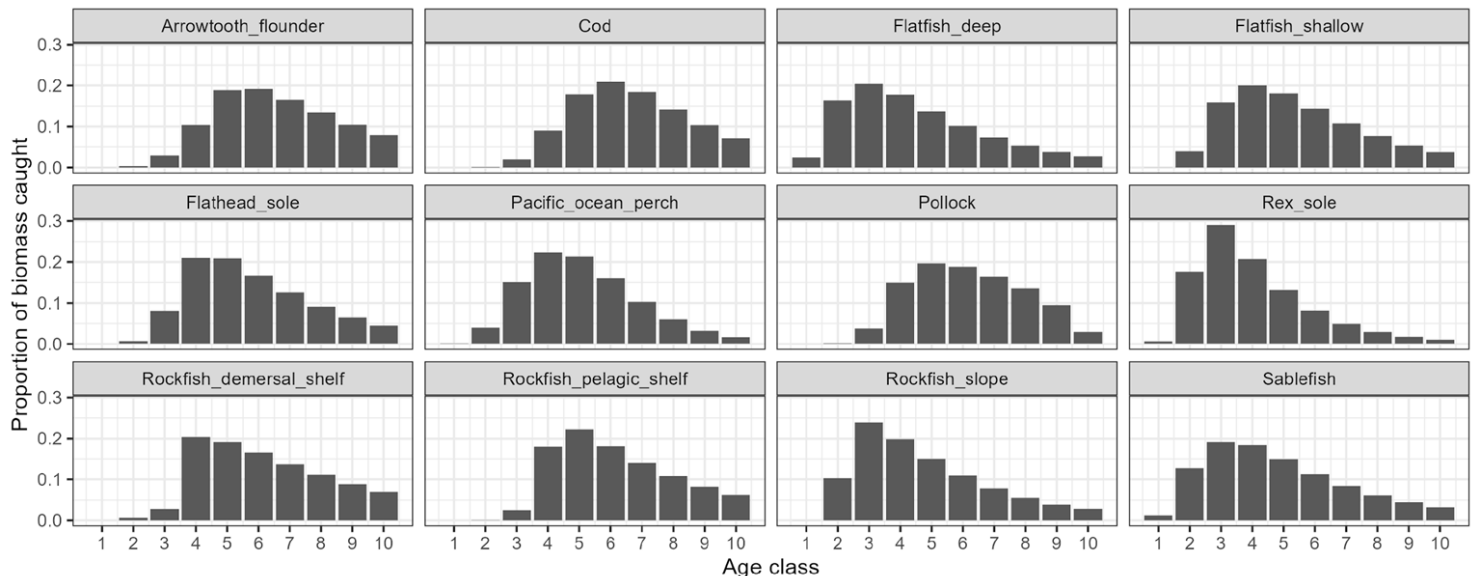 Arrowtooth_flounder
Cod
Flatfish_deep
Flatfish_shallow
0.3
0.2
0.1
0.0
Flathead_sole
Pacific_ocean_perch
Pollock
Rex_sole
0.3
0.2
0.1
0.0
Rockfish_demersal_shelf
Rockfish_pelagic_shelf
Rockfish_slope
Sablefish
0.3
0.2
0.1
0.0
Proportion of biomass caught
1 2 3 4 5 6 7 8 9 10
1 2 3 4 5 6 7 8 9 10
1 2 3 4 5 6 7 8 9 10
1 2 3 4 5 6 7 8 9 10
Age class